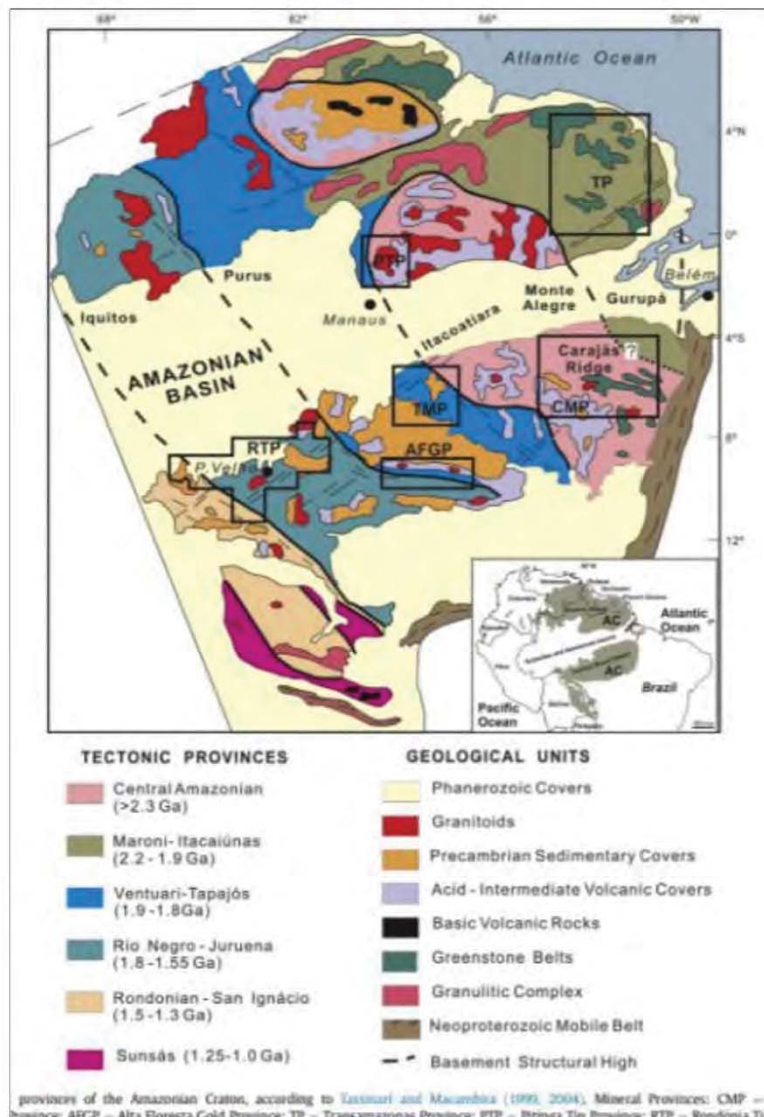 68°
62°
56°
50°W
Atlantic Ocean
4°N
TP
0°
PTP
Purus
Monte
Alegre
Gurupá
Belém
Iquitos
Manaus
Itacoatiara
4°S
AMAZONIAN
BASIN
Carajás
Ridge
?
TMP
CMP
RTP
AFGP
8°
P. Velho
12°
AC
Atlantic
Ocean
AC
Brazil
Pacific
Ocean
TECTONIC PROVINCES
Central Amazonian
(>2.3 Ga)
Maroni-Itacaiúnas
(2.2 - 1.9 Ga)
Ventuari-Tapajós
(1.9 -1.8Ga)
Rio Negro - Juruena
(1.8 -1.55 Ga)
Rondonian - San Ignácio
(1.5 -1.3 Ga)
Sunsás (1.25-1.0 Ga)
GEOLOGICAL UNITS
Phanerozoic Covers
Granitoids
Precambrian Sedimentary Covers
Acid - Intermediate Volcanic Covers
Basic Volcanic Rocks
Greenstone Belts
Granulitic Complex
Neoproterozoic Mobile Belt
Basement Structural High
provinces of the Amazonian Craton, according to Tassinari and Macambira (1999, 2004). Mineral Provinces: CMP =
Province; AFGP – Alta Floresta Gold Province; TP – Transamazonas Province; PTP – Pitinga Tin Province; RTP – Rondônia